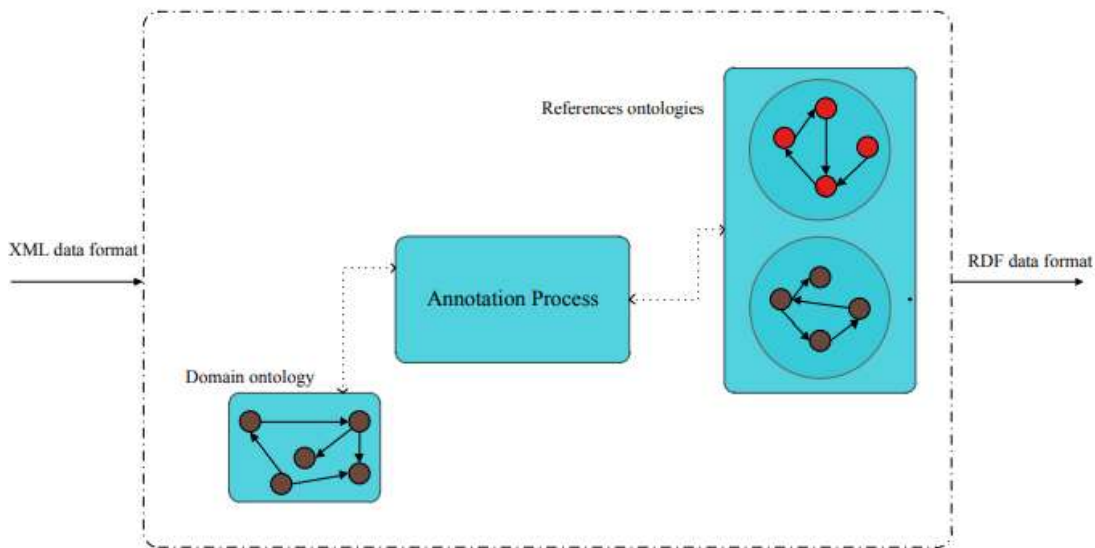 References ontologies
XML data format
RDF data format
Annotation Process
Domain ontology